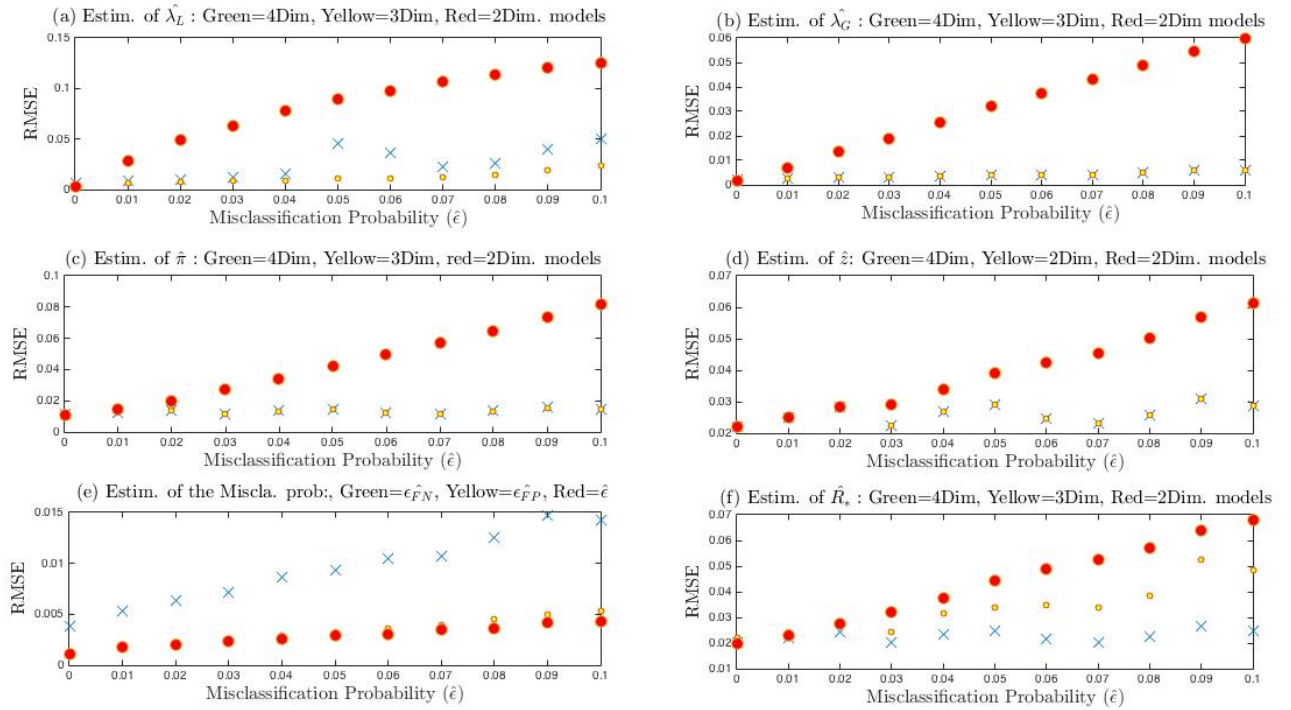 (a) Estim. of λ̂_L : Green=4Dim, Yellow=3Dim, Red=2Dim. models
0.15
0.1
0.05
0
RMSE
0 0.01 0.02 0.03 0.04 0.05 0.06 0.07 0.08 0.09 0.1
Misclassification Probability (ε̂)
(b) Estim. of λ̂_G : Green=4Dim, Yellow=3Dim, Red=2Dim models
0.06
0.05
0.04
0.03
0.02
0.01
0
RMSE
0 0.01 0.02 0.03 0.04 0.05 0.06 0.07 0.08 0.09 0.1
Misclassification Probability (ε̂)
(c) Estim. of π̂ : Green=4Dim, Yellow=3Dim, red=2Dim. models
0.1
0.08
0.06
0.04
0.02
0
RMSE
0 0.01 0.02 0.03 0.04 0.05 0.06 0.07 0.08 0.09 0.1
Misclassification Probability (ε̂)
(d) Estim. of ẑ: Green=4Dim, Yellow=2Dim, Red=2Dim. models
0.07
0.06
0.05
0.04
0.03
0.02
RMSE
0 0.01 0.02 0.03 0.04 0.05 0.06 0.07 0.08 0.09 0.1
Misclassification Probability (ε̂)
(e) Estim. of the Miscla. prob:, Green=ε̂_FN, Yellow=ε̂_FP, Red=ε̂
0.015
0.01
0.005
0
RMSE
0 0.01 0.02 0.03 0.04 0.05 0.06 0.07 0.08 0.09 0.1
Misclassification Probability (ε̂)
(f) Estim. of R̂_* : Green=4Dim, Yellow=3Dim, Red=2Dim. models
0.07
0.06
0.05
0.04
0.03
0.02
0.01
RMSE
0 0.01 0.02 0.03 0.04 0.05 0.06 0.07 0.08 0.09 0.1
Misclassification Probability (ε̂)